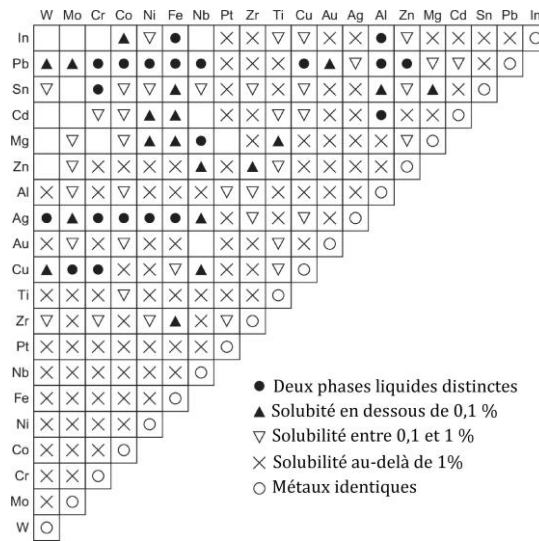 W Mo Cr Co Ni Fe Nb Pt Zr Ti Cu Au Ag Al Zn Mg Cd Sn Pb In
In
Pb
Sn
Cd
Mg
Zn
Al
Ag
Au
Cu
Ti
Zr
Pt
Nb
Fe
Ni
Co
Cr
Mo
W
Deux phases liquides distinctes
Solubité en dessous de 0,1 %
Solubilité entre 0,1 et 1 %
Solubilité au-delà de 1%
Métaux identiques